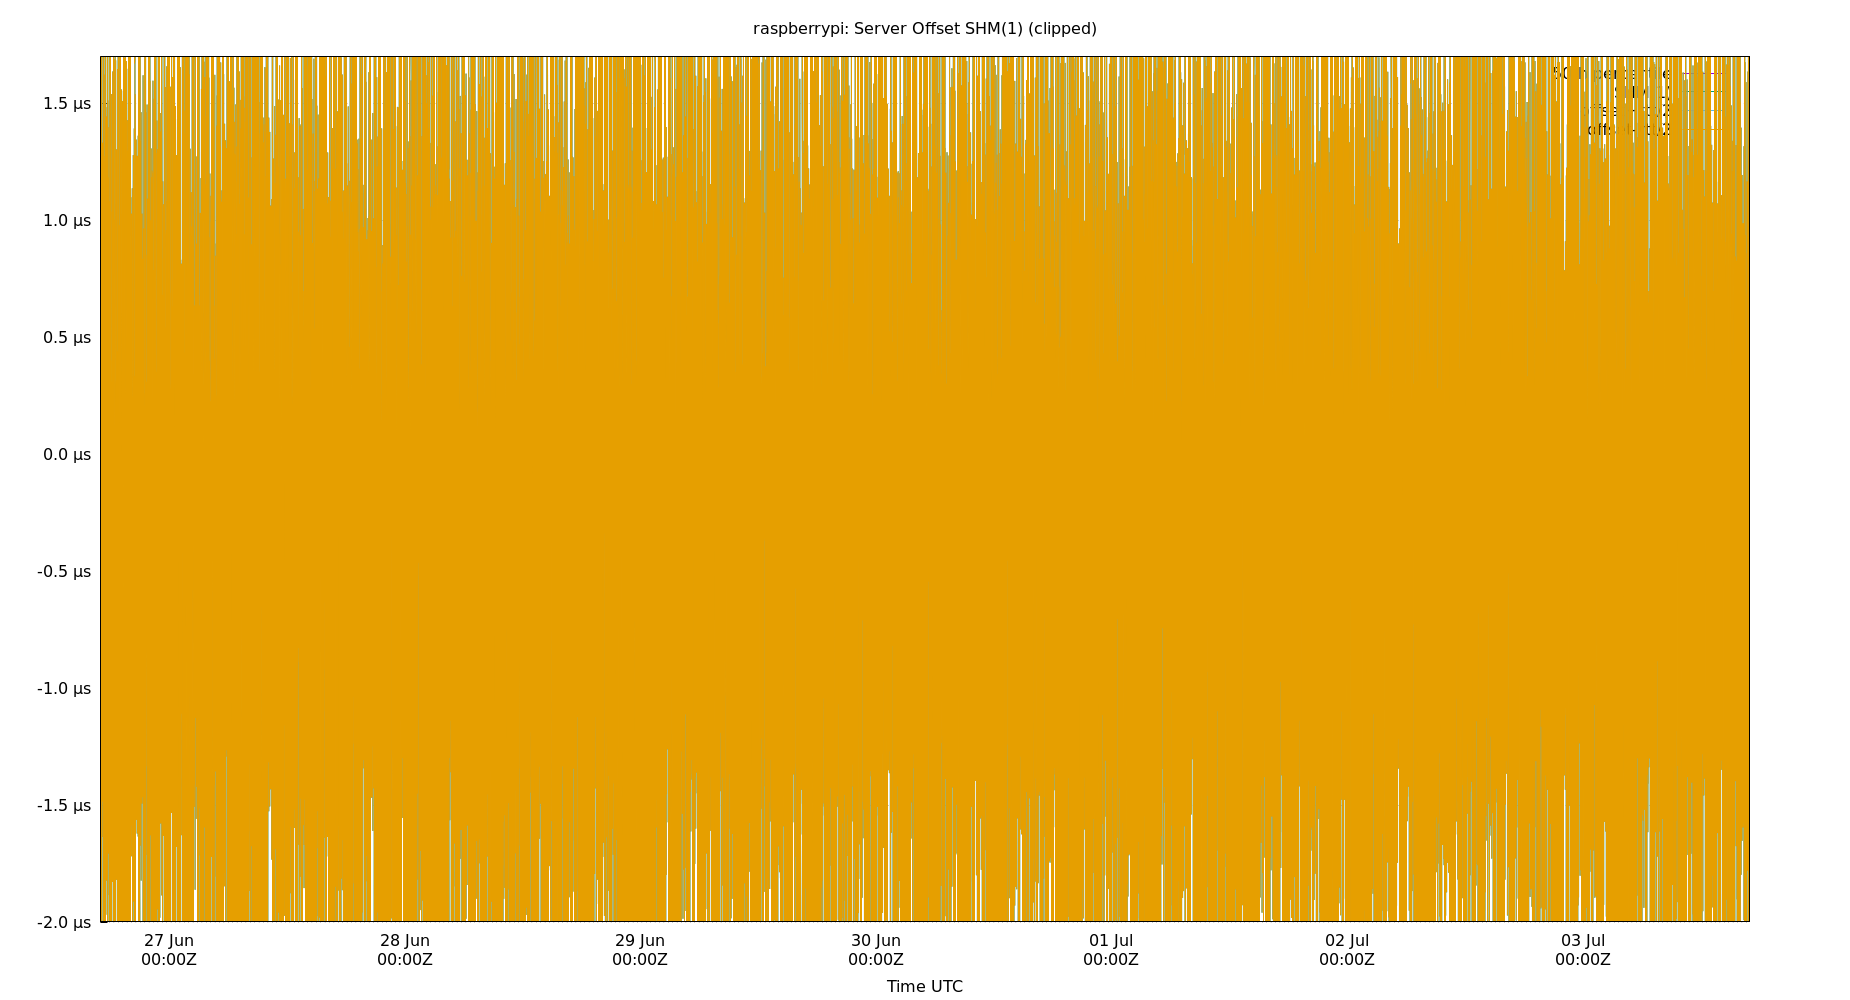 raspberrypi: Server Offset SHM(1) (clipped)
1.5 µs
1.0 µs
0.5 µs
0.0 µs
-0.5 µs
-1.0 µs
-1.5 µs
-2.0 µs
27 Jun 28 Jun 29 Jun 30 Jun 01 Jul 02 Jul 03 Jul
00:00Z 00:00Z 00:00Z 00:00Z 00:00Z 00:00Z 00:00Z
Time UTC